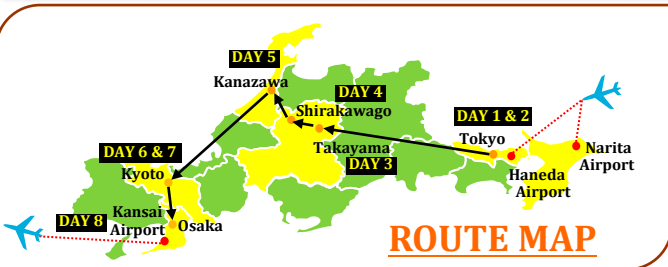 DAY 5
Kanazawa
DAY 4
Shirakawago
DAY 1 & 2
Tokyo
Takayama
DAY 3
Narita
Airport
Haneda
Airport
DAY 6 & 7
Kyoto
Kansai
Airport
DAY 8
Osaka
ROUTE MAP